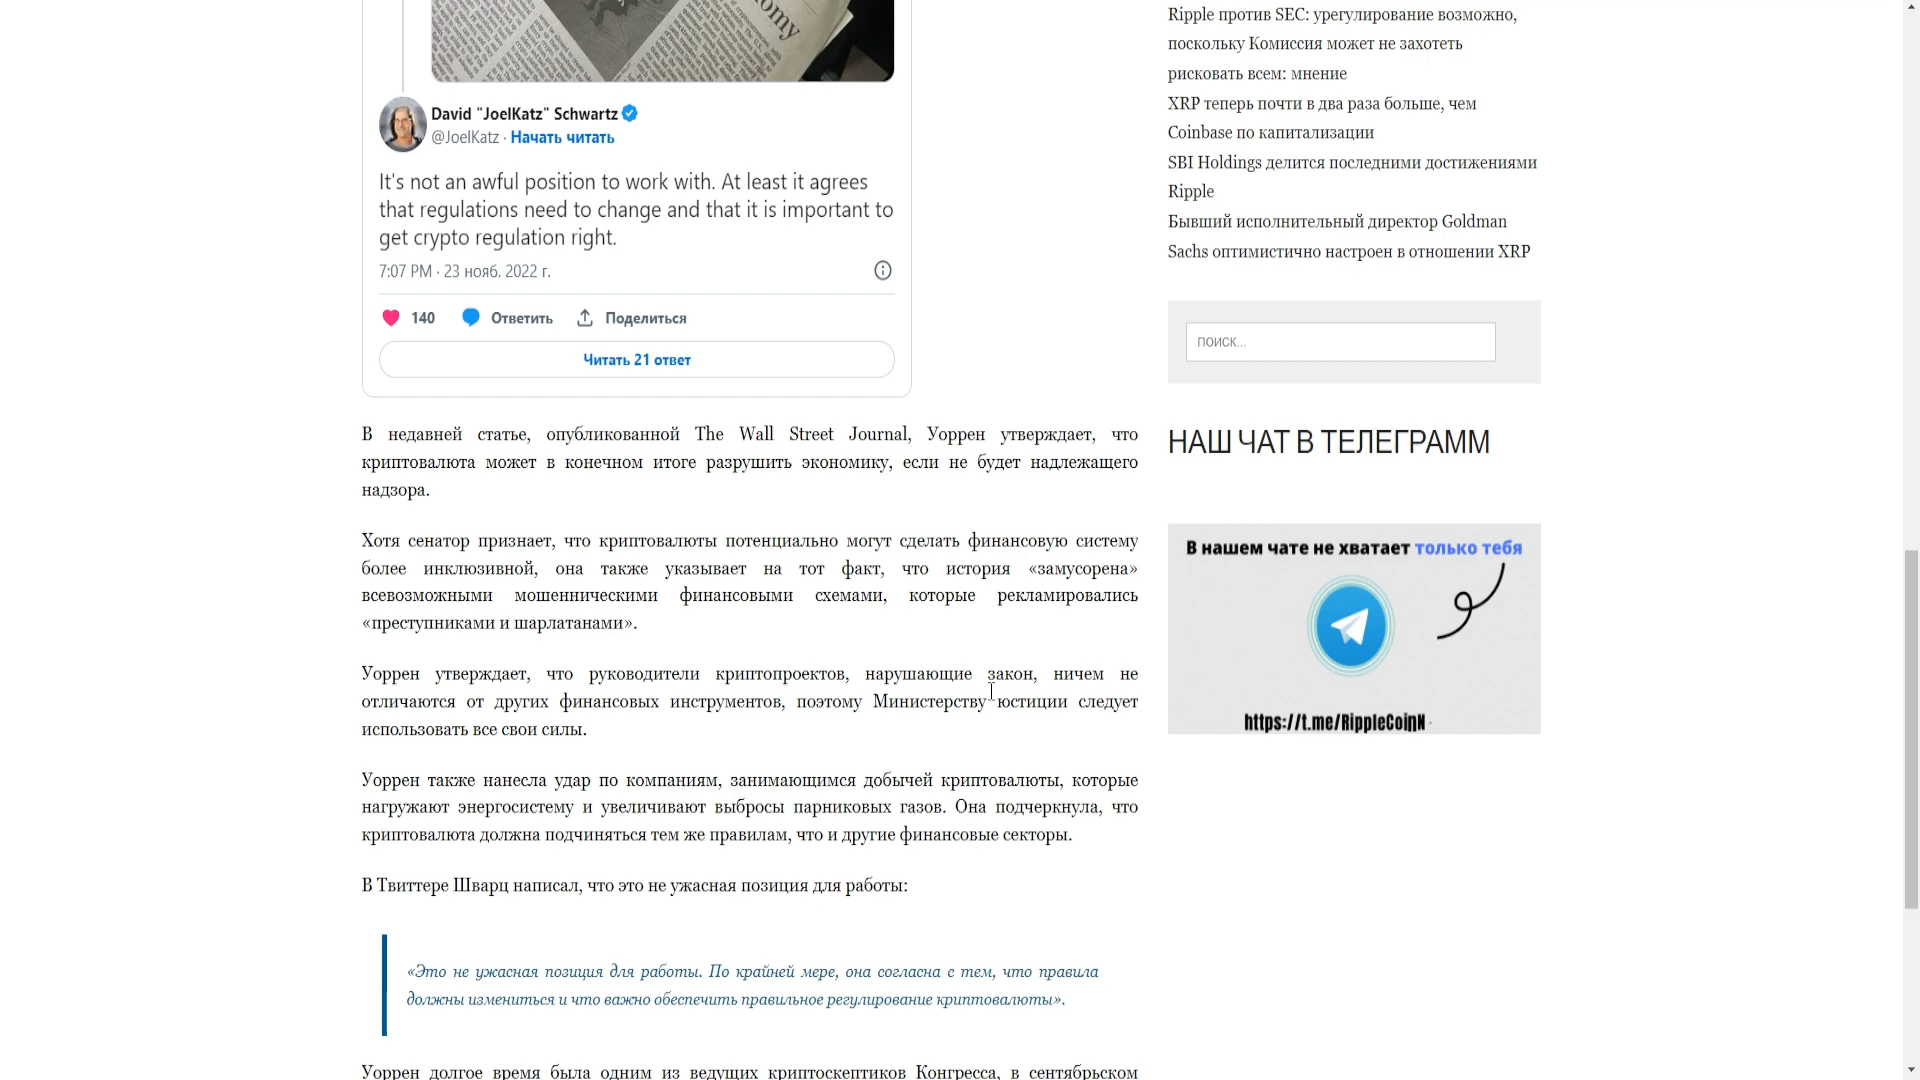 omy
David "JoelKatz" Schwartz
@JoelKatz · Начать читать
It's not an awful position to work with. At least it agrees
that regulations need to change and that it is important to
get crypto regulation right.
7:07 PM · 23 нояб. 2022 г.
140 Ответить Поделиться
Читать 21 ответ
В недавней статье, опубликованной The Wall Street Journal, Уоррен утверждает, что
криптовалюта может в конечном итоге разрушить экономику, если не будет надлежащего
надзора.
Хотя сенатор признает, что криптовалюты потенциально могут сделать финансовую систему
более инклюзивной, она также указывает на тот факт, что история «замусорена»
всевозможными мошенническими финансовыми схемами, которые рекламировались
«преступниками и шарлатанами».
Уоррен утверждает, что руководители криптопроектов, нарушающие закон, ничем не
отличаются от других финансовых инструментов, поэтому Министерству юстиции следует
использовать все свои силы.
Уоррен также нанесла удар по компаниям, занимающимся добычей криптовалюты, которые
нагружают энергосистему и увеличивают выбросы парниковых газов. Она подчеркнула, что
криптовалюта должна подчиняться тем же правилам, что и другие финансовые секторы.
В Твиттере Шварц написал, что это не ужасная позиция для работы:
«Это не ужасная позиция для работы. По крайней мере, она согласна с тем, что правила
должны измениться и что важно обеспечить правильное регулирование криптовалюты».
Уоррен долгое время была одним из ведущих криптоскептиков Конгресса, в сентябрьском
Ripple против SEC: урегулирование возможно,
поскольку Комиссия может не захотеть
рисковать всем: мнение
XRP теперь почти в два раза больше, чем
Coinbase по капитализации
SBI Holdings делится последними достижениями
Ripple
Бывший исполнительный директор Goldman
Sachs оптимистично настроен в отношении XRP
поиск...
НАШ ЧАТ В ТЕЛЕГРАММ
В нашем чате не хватает только тебя
https://t.me/RippleCoinN